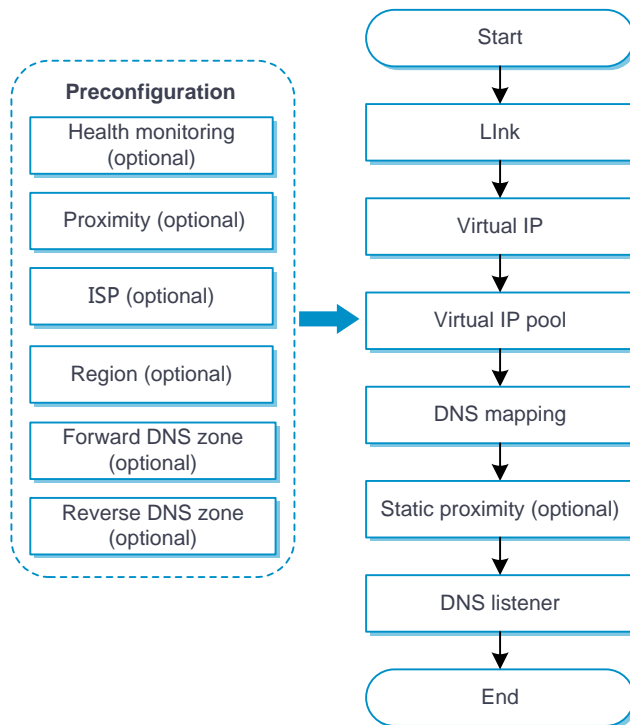 Preconfiguration
Health monitoring
(optional)
Proximity (optional)
ISP (optional)
Region (optional)
Forward DNS zone
(optional)
Reverse DNS zone
(optional)
Start
LInk
Virtual IP
Virtual IP pool
DNS mapping
Static proximity (optional)
DNS listener
End